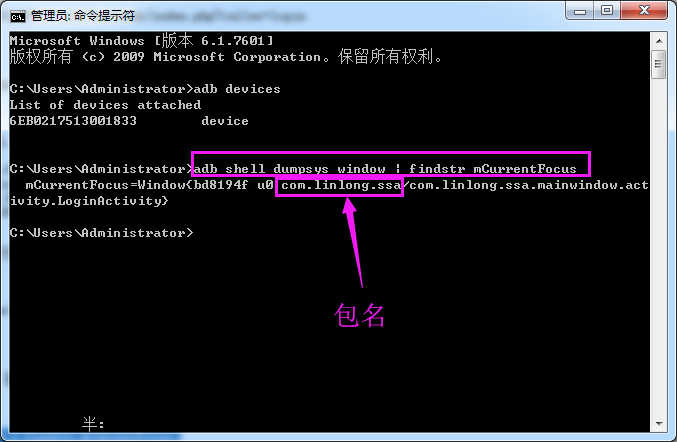 管理员: 命令提示符
Microsoft Windows [版本 6.1.7601]
版权所有 (c) 2009 Microsoft Corporation。保留所有权利。
C:\Users\Administrator>adb devices
List of devices attached
6EB0217513001833 device
C:\Users\Administrator>adb shell dumpsys window | findstr mCurrentFocus
mCurrentFocus=Window{bd8194f u0 com.linlong.ssa/com.linlong.ssa.mainwindow.act
ivity.LoginActivity}
C:\Users\Administrator>
包名
半: